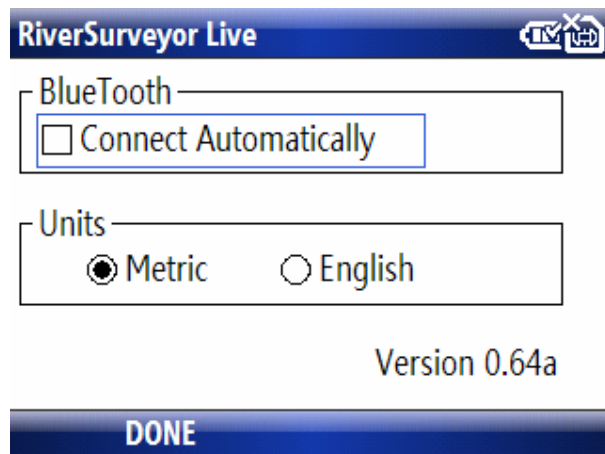 RiverSurveyor Live
BlueTooth
Connect Automatically
Units
Metric English
Version 0.64a
DONE